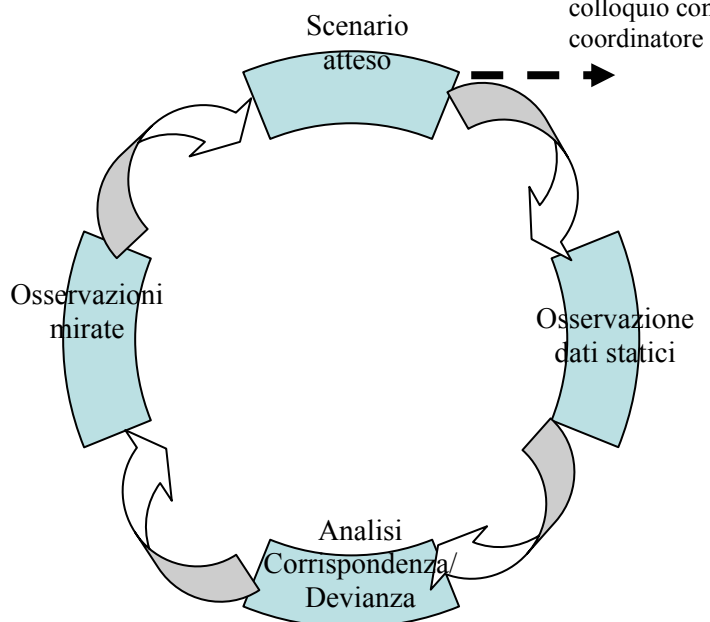 colloquio con
coordinatore
Scenario
atteso
Osservazioni
mirate
Osservazione
dati statici
Analisi
Corrispondenza/
Devianza